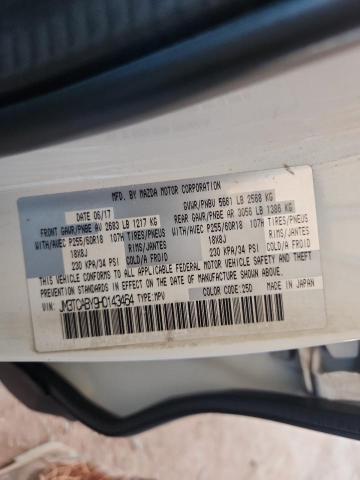 MFD. BY MAZDA MOTOR CORPORATION
DATE 06/17 GVWR/PNBV 5661 LB 2568 KG
FRONT GAWR/PNBE AV 2683 LB 1217 KG REAR GAWR/PNBE AR 3056 LB 1386 KG
WITH/AVEC P255/60R18 107H TIRES/PNEUS WITH/AVEC P255/60R18 107H TIRES/PNEUS
18X8J RIMS/JANTES 18X8J RIMS/JANTES
230 KPA/34 PSI COLD/A FROID 230 KPA/34 PSI COLD/A FROID
THIS VEHICLE CONFORMS TO ALL APPLICABLE FEDERAL MOTOR VEHICLE SAFETY, BUMPER, AND THEFT
PREVENTION STANDARDS IN EFFECT ON THE DATE OF MANUFACTURE SHOWN ABOVE.
VIN: TYPE:MPV COLOR CODE:25D MADE IN JAPAN